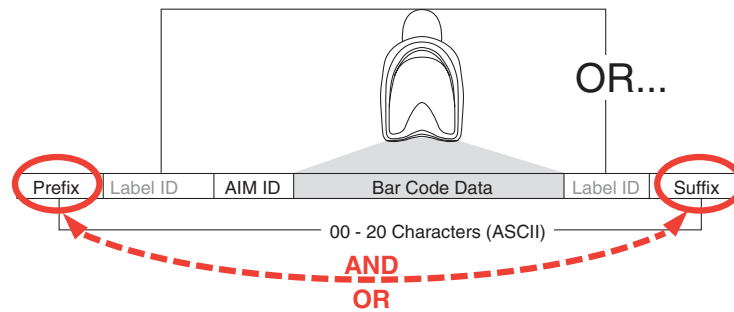 OR...
Prefix Label ID AIM ID Bar Code Data Label ID Suffix
00 - 20 Characters (ASCII)
AND
OR